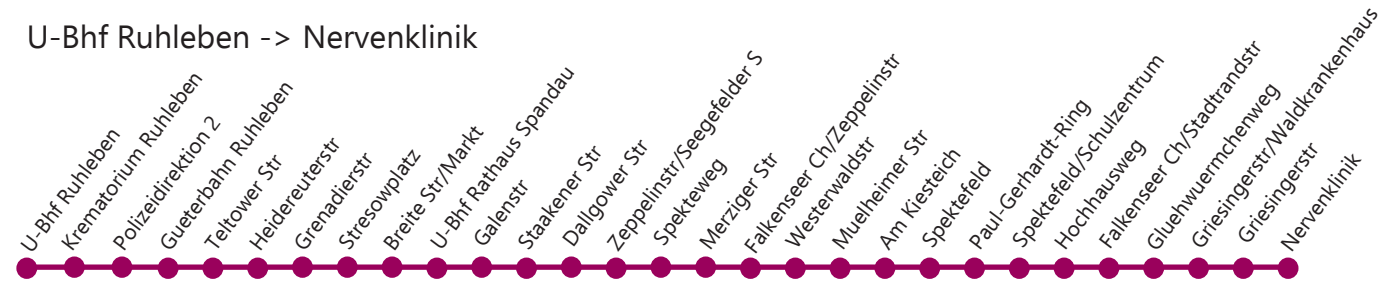 U-Bhf Ruhleben -> Nervenklinik
U-Bhf Ruhleben
Krematorium Ruhleben
Polizeidirektion 2
Gueterbahn Ruhleben
Teltower Str
Heidereuterstr
Grenadierstr
Stresowplatz
Breite Str/Markt
U-Bhf Rathaus Spandau
Galenstr
Staakener Str
Dallgower Str
Zeppelinstr/Seegefelder S
Spekteweg
Merziger Str
Falkenseer Ch/Zeppelinstr
Westerwaldstr
Muelheimer Str
Am Kiesteich
Spektefeld
Paul-Gerhardt-Ring
Spektefeld/Schulzentrum
Hochhausweg
Falkenseer Ch/Stadtrandstr
Gluehwuermchenweg
Griesingerstr/Waldkrankenhaus
Griesingerstr
Nervenklinik